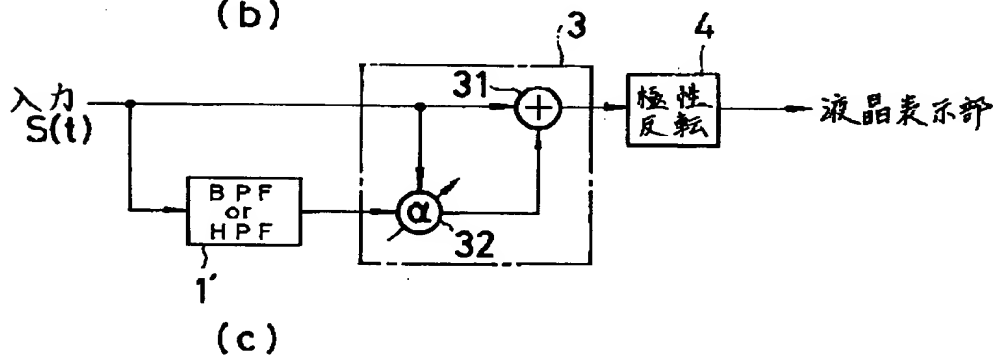 (b)
3
4
31
入力
S(t)
+
極性
反転
液晶表示部
BPF
or
HPF
α
32
1'
(c)